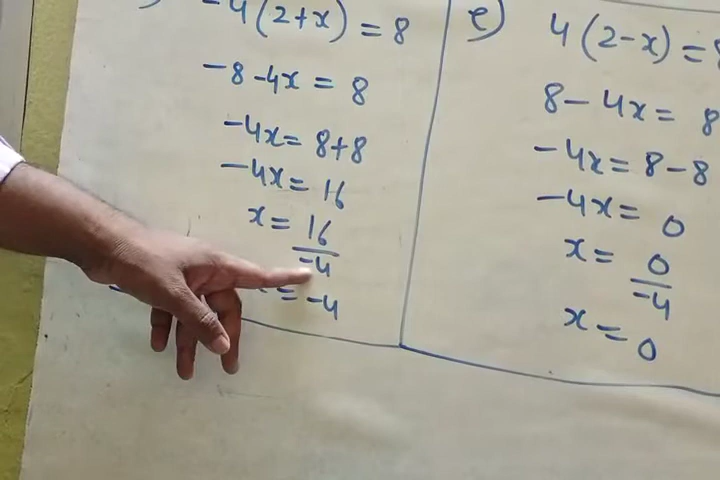 -4(2+x) = 8
-8-4x = 8
-4x = 8+8
-4x = 16
x = 16/-4
= -4
e) 4(2-x) = 8
8-4x = 8
-4x = 8-8
-4x = 0
x = 0/-4
x = 0